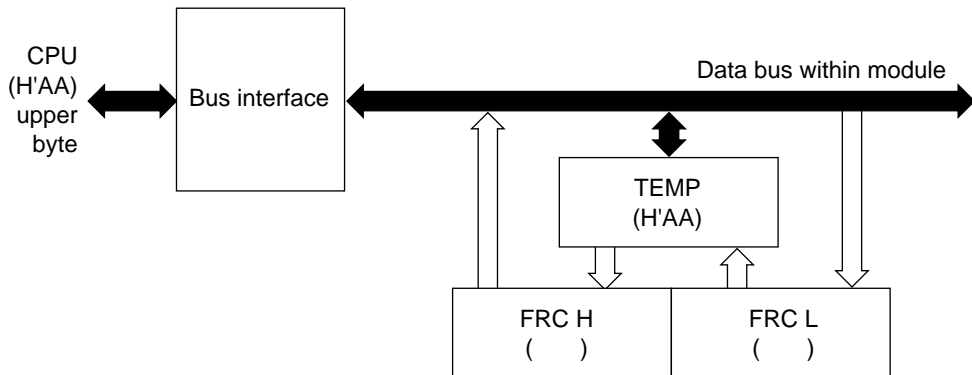 CPU
(H'AA)
upper
byte
Bus interface
Data bus within module
TEMP
(H'AA)
FRC H
(      )
FRC L
(      )